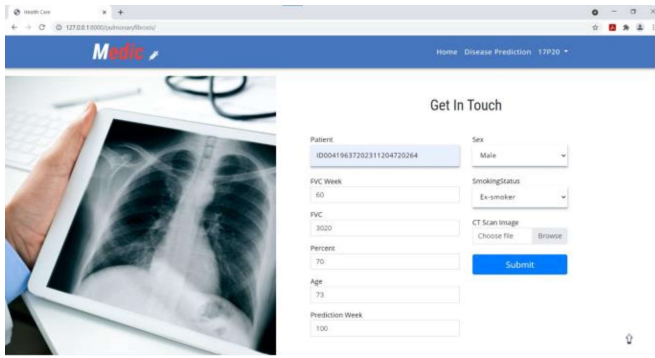 Health Care
127.0.0.1:8000/pulmonaryfibrosis/
Medic
Home Disease Prediction 17P20
Get In Touch
Patient
ID00419637202311204720264
FVC Week
60
FVC
3020
Percent
70
Age
73
Prediction Week
100
Sex
Male
SmokingStatus
Ex-smoker
CT Scan Image
Choose file Browse
Submit